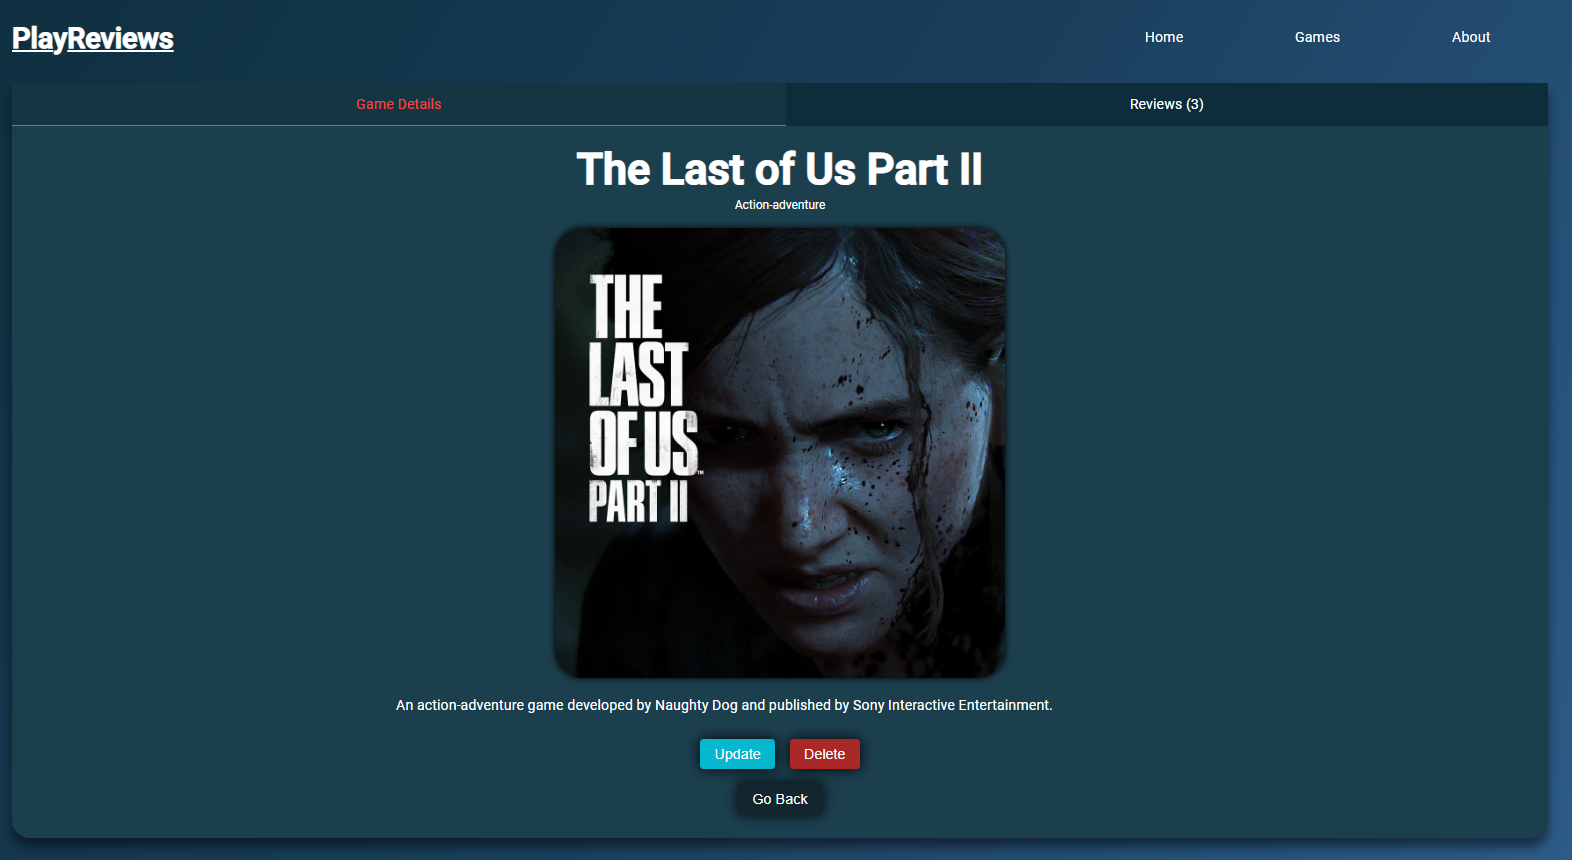 PlayReviews
Home Games About
Game Details Reviews (3)
The Last of Us Part II
Action-adventure
THE
LAST
OF US™
PART II
An action-adventure game developed by Naughty Dog and published by Sony Interactive Entertainment.
Update Delete
Go Back